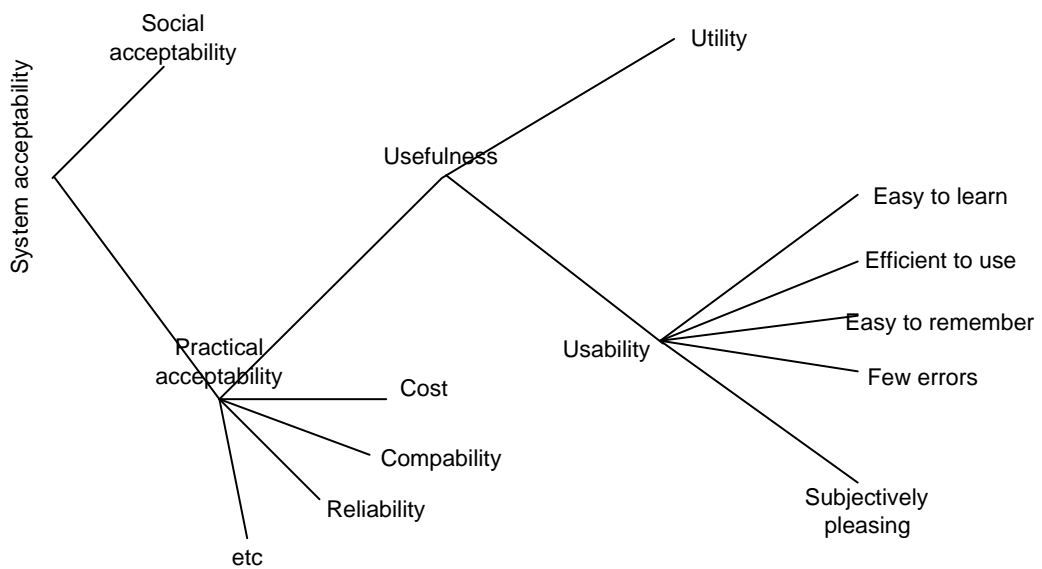 System acceptability
Social
acceptability
Utility
Usefulness
Easy to learn
Efficient to use
Easy to remember
Usability
Few errors
Practical
acceptability
Cost
Compability
Reliability
etc
Subjectively
pleasing